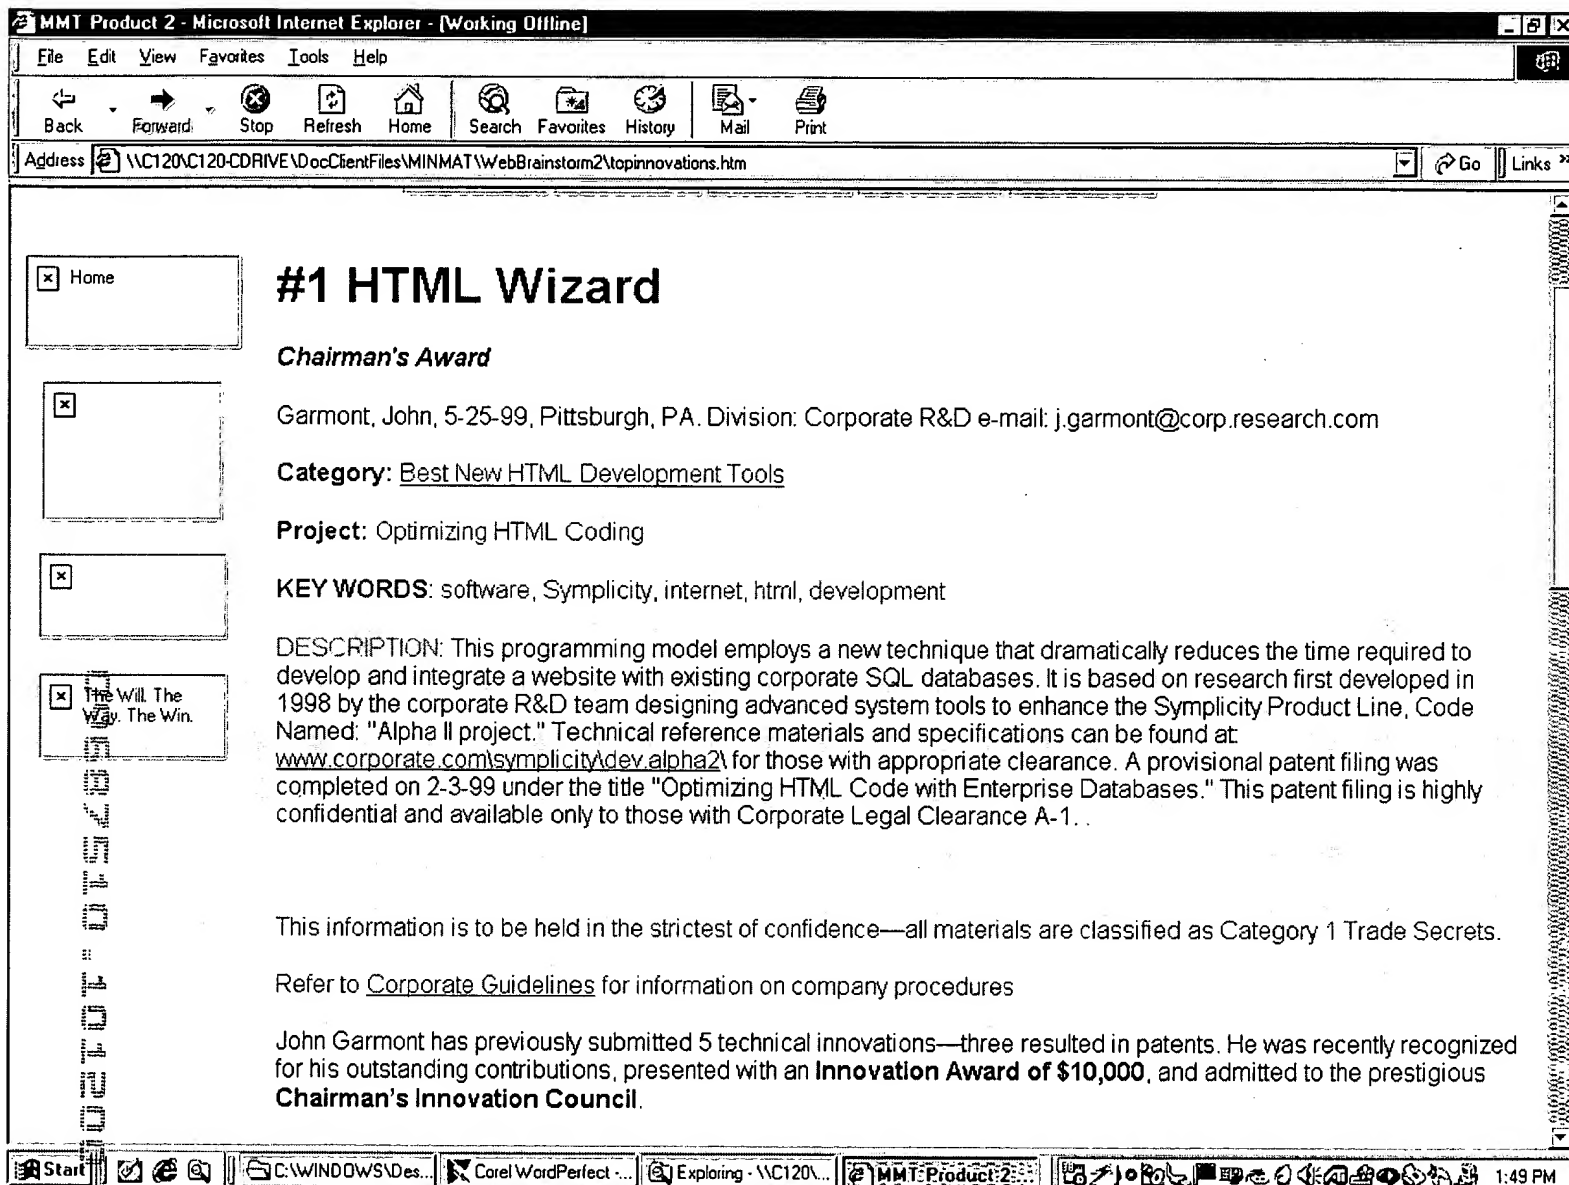 MMT Product 2 - Microsoft Internet Explorer - [Working Offline]
File Edit View Favorites Tools Help
Back Forward Stop Refresh Home Search Favorites History Mail Print
Address \\C120\C120-CDRIVE\DocClientFiles\MINMAT\WebBrainstorm2\topinnovations.htm Go Links »
Home
#1 HTML Wizard
Chairman's Award
Garmont, John, 5-25-99, Pittsburgh, PA. Division: Corporate R&D e-mail: j.garmont@corp.research.com
Category: Best New HTML Development Tools
Project: Optimizing HTML Coding
KEY WORDS: software, Symplicity, internet, html, development
DESCRIPTION: This programming model employs a new technique that dramatically reduces the time required to
develop and integrate a website with existing corporate SQL databases. It is based on research first developed in
1998 by the corporate R&D team designing advanced system tools to enhance the Symplicity Product Line, Code
Named: "Alpha II project." Technical reference materials and specifications can be found at:
www.corporate.com\symplicity\dev.alpha2\ for those with appropriate clearance. A provisional patent filing was
completed on 2-3-99 under the title "Optimizing HTML Code with Enterprise Databases." This patent filing is highly
confidential and available only to those with Corporate Legal Clearance A-1. .
The Will. The
Way. The Win.
This information is to be held in the strictest of confidence—all materials are classified as Category 1 Trade Secrets.
Refer to Corporate Guidelines for information on company procedures
John Garmont has previously submitted 5 technical innovations—three resulted in patents. He was recently recognized
for his outstanding contributions, presented with an Innovation Award of $10,000, and admitted to the prestigious
Chairman's Innovation Council.
Start C:\WINDOWS\Des... Corel WordPerfect -... Exploring - \\C120\... MMT Product 2... 1:49 PM